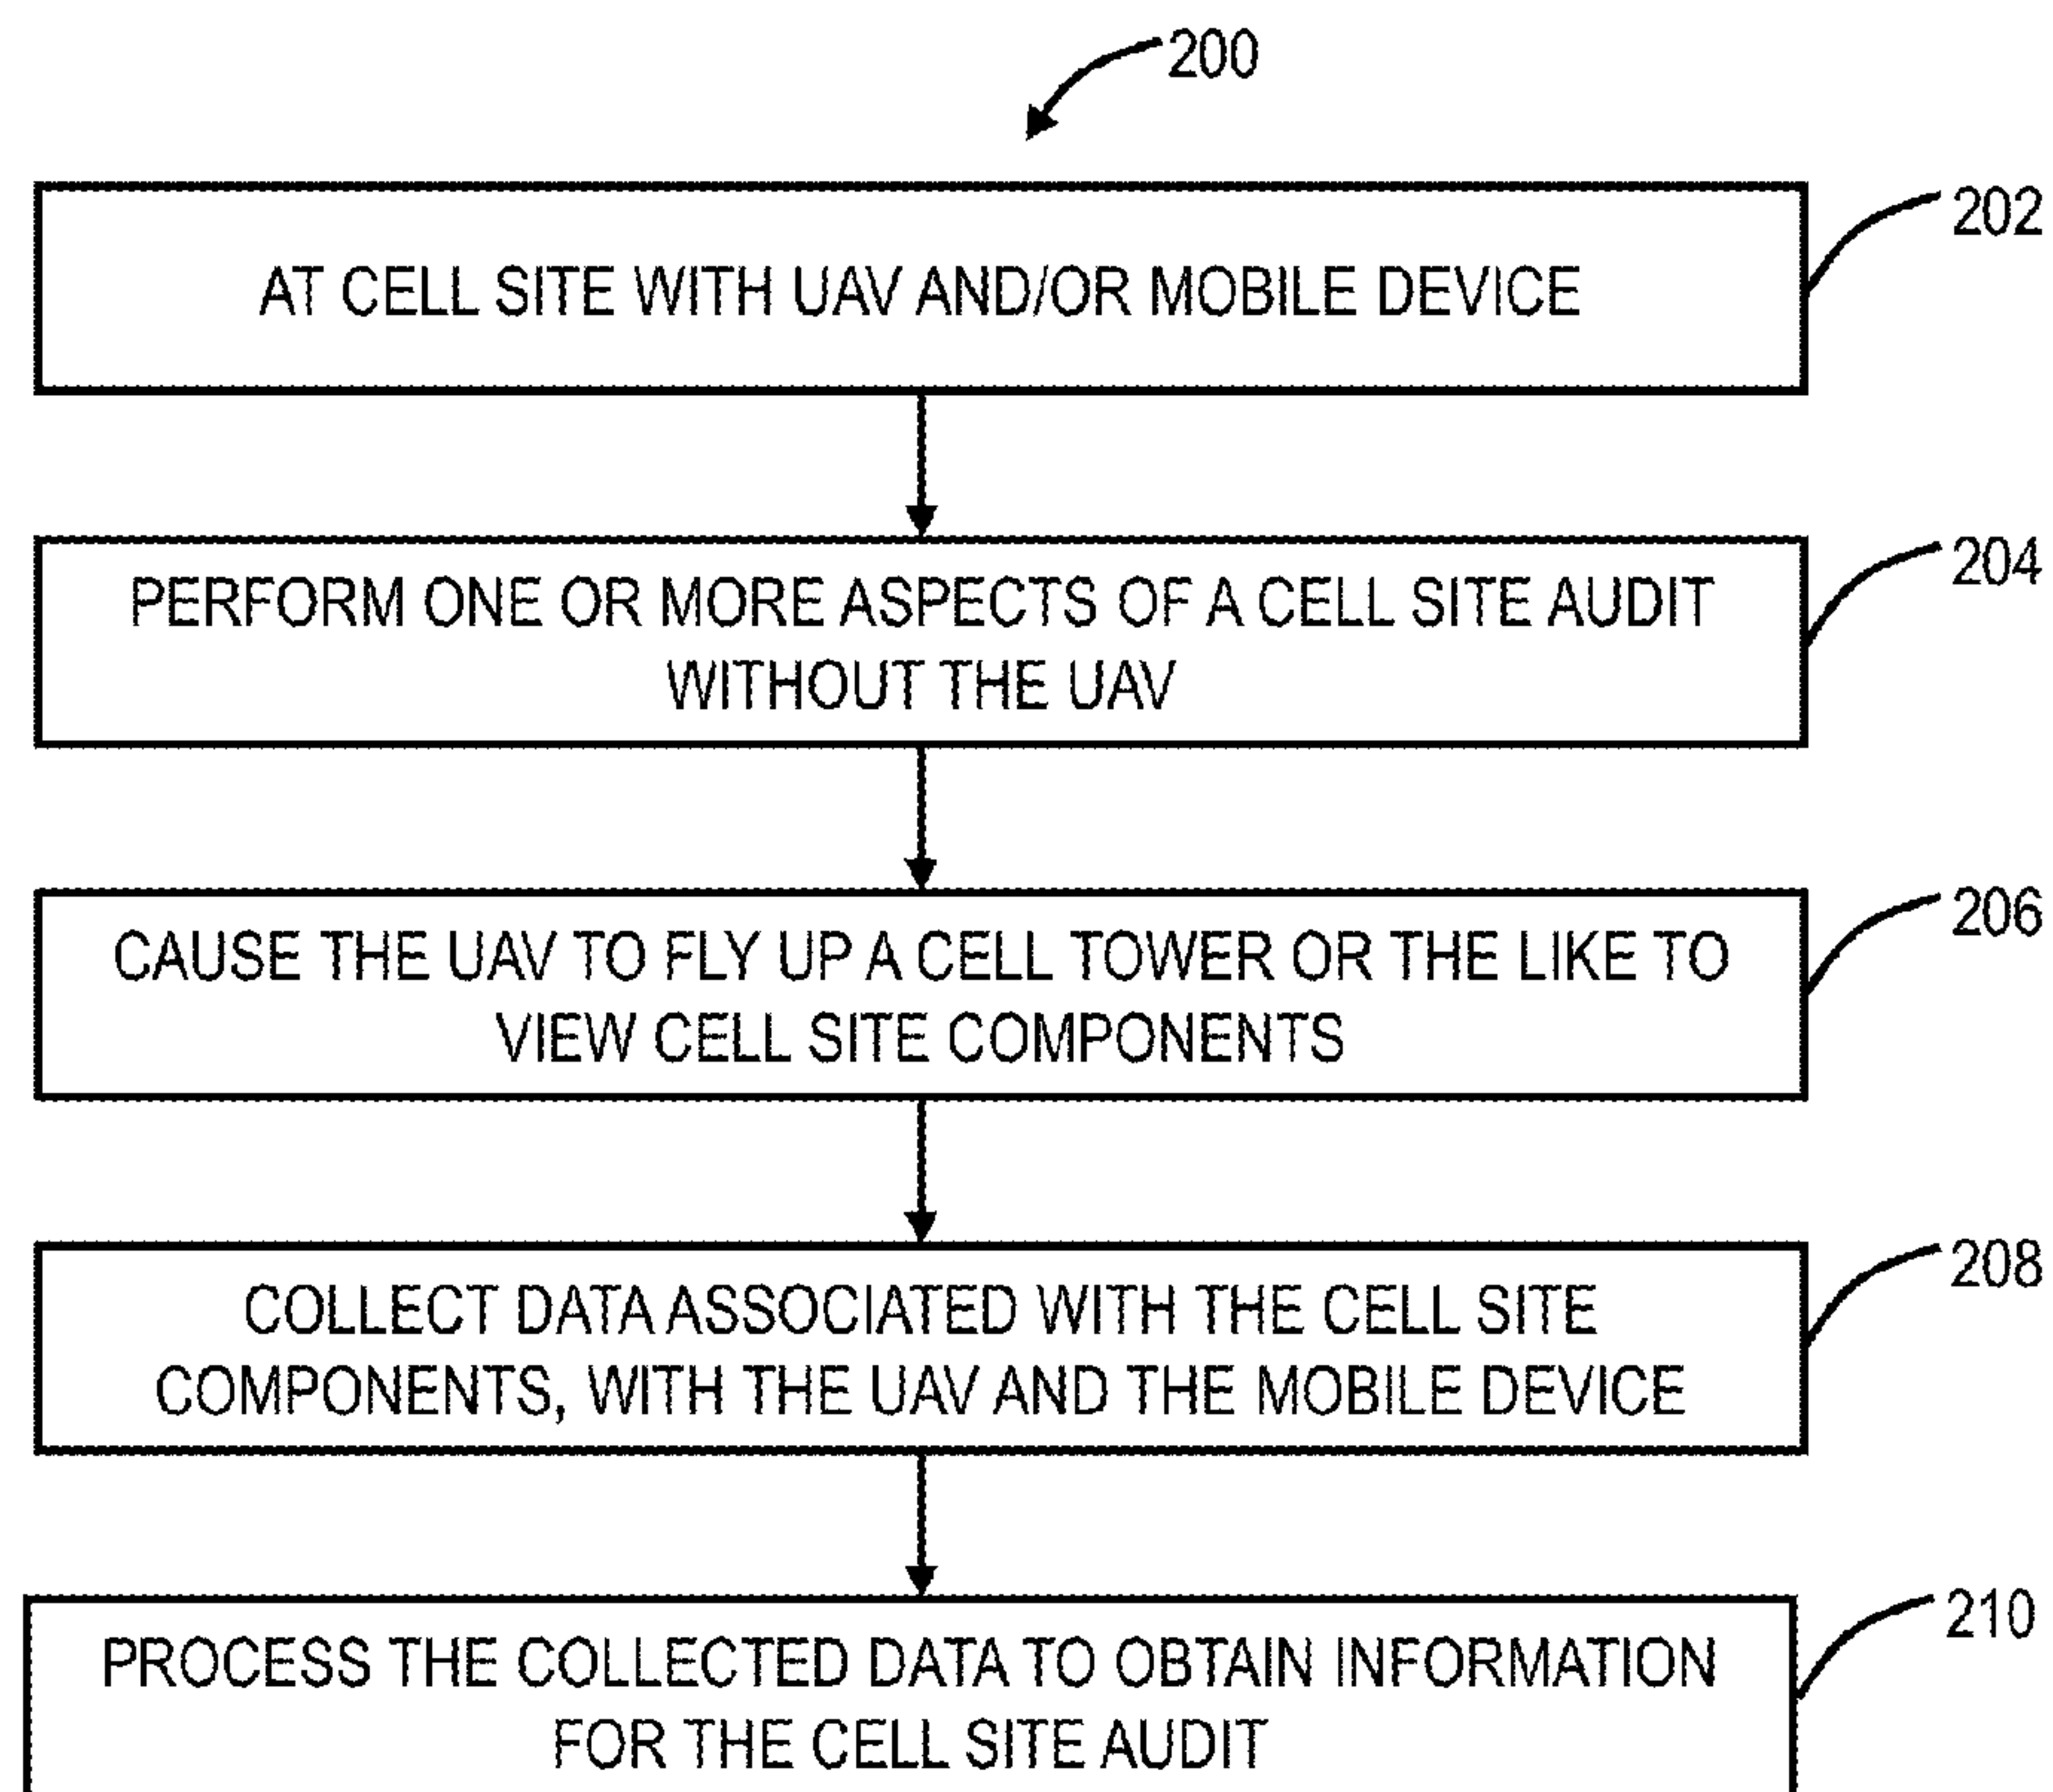 200
202
AT CELL SITE WITH UAV AND/OR MOBILE DEVICE
204
PERFORM ONE OR MORE ASPECTS OF A CELL SITE AUDIT
WITHOUT THE UAV
206
CAUSE THE UAV TO FLY UP A CELL TOWER OR THE LIKE TO
VIEW CELL SITE COMPONENTS
208
COLLECT DATA ASSOCIATED WITH THE CELL SITE
COMPONENTS, WITH THE UAV AND THE MOBILE DEVICE
210
PROCESS THE COLLECTED DATA TO OBTAIN INFORMATION
FOR THE CELL SITE AUDIT